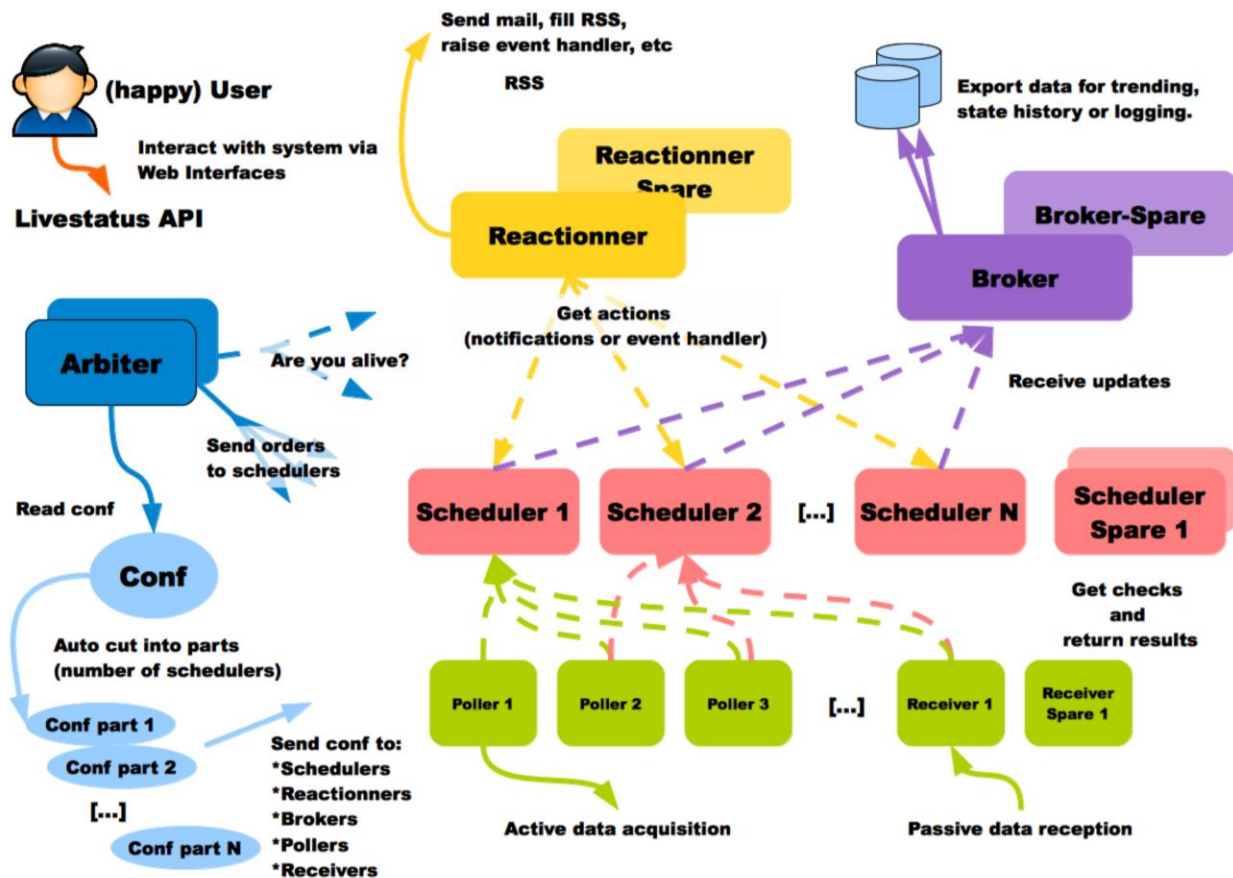 (happy) User
Interact with system via
Web Interfaces
Livestatus API
Send mail, fill RSS,
raise event handler, etc
RSS
Export data for trending,
state history or logging.
Reactionner
Spare
Reactionner
Broker-Spare
Broker
Get actions
(notifications or event handler)
Receive updates
Arbiter
Are you alive?
Send orders
to schedulers
Read conf
Conf
Scheduler 1
Scheduler 2
[...]
Scheduler N
Scheduler
Spare 1
Get checks
and
return results
Auto cut into parts
(number of schedulers)
Conf part 1
Conf part 2
[...]
Conf part N
Send conf to:
*Schedulers
*Reactionners
*Brokers
*Pollers
*Receivers
Poller 1
Poller 2
Poller 3
[...]
Receiver 1
Receiver
Spare 1
Active data acquisition
Passive data reception